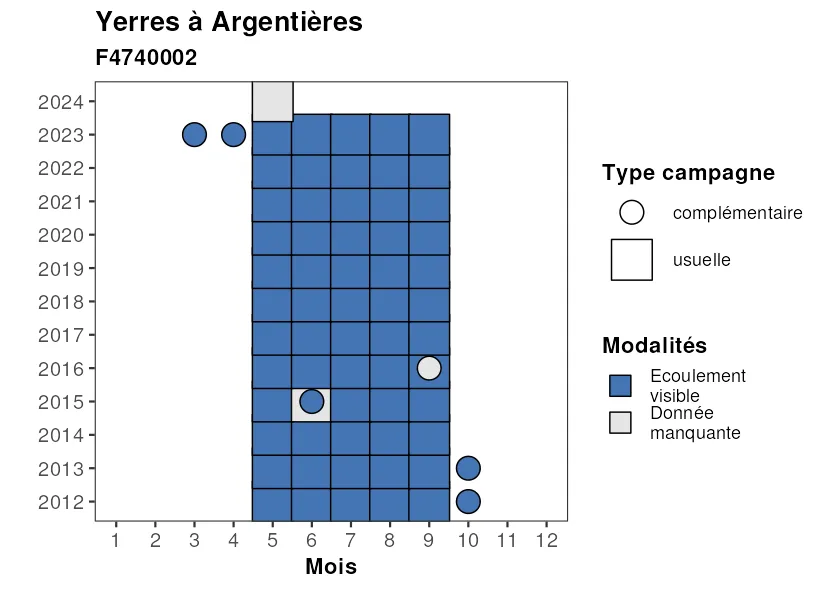 Yerres à Argentières
F4740002
2024
2023
2022
2021
2020
2019
2018
2017
2016
2015
2014
2013
2012
1 2 3 4 5 6 7 8 9 10 11 12
Mois
Type campagne
complémentaire
usuelle
Modalités
Ecoulement
visible
Donnée
manquante